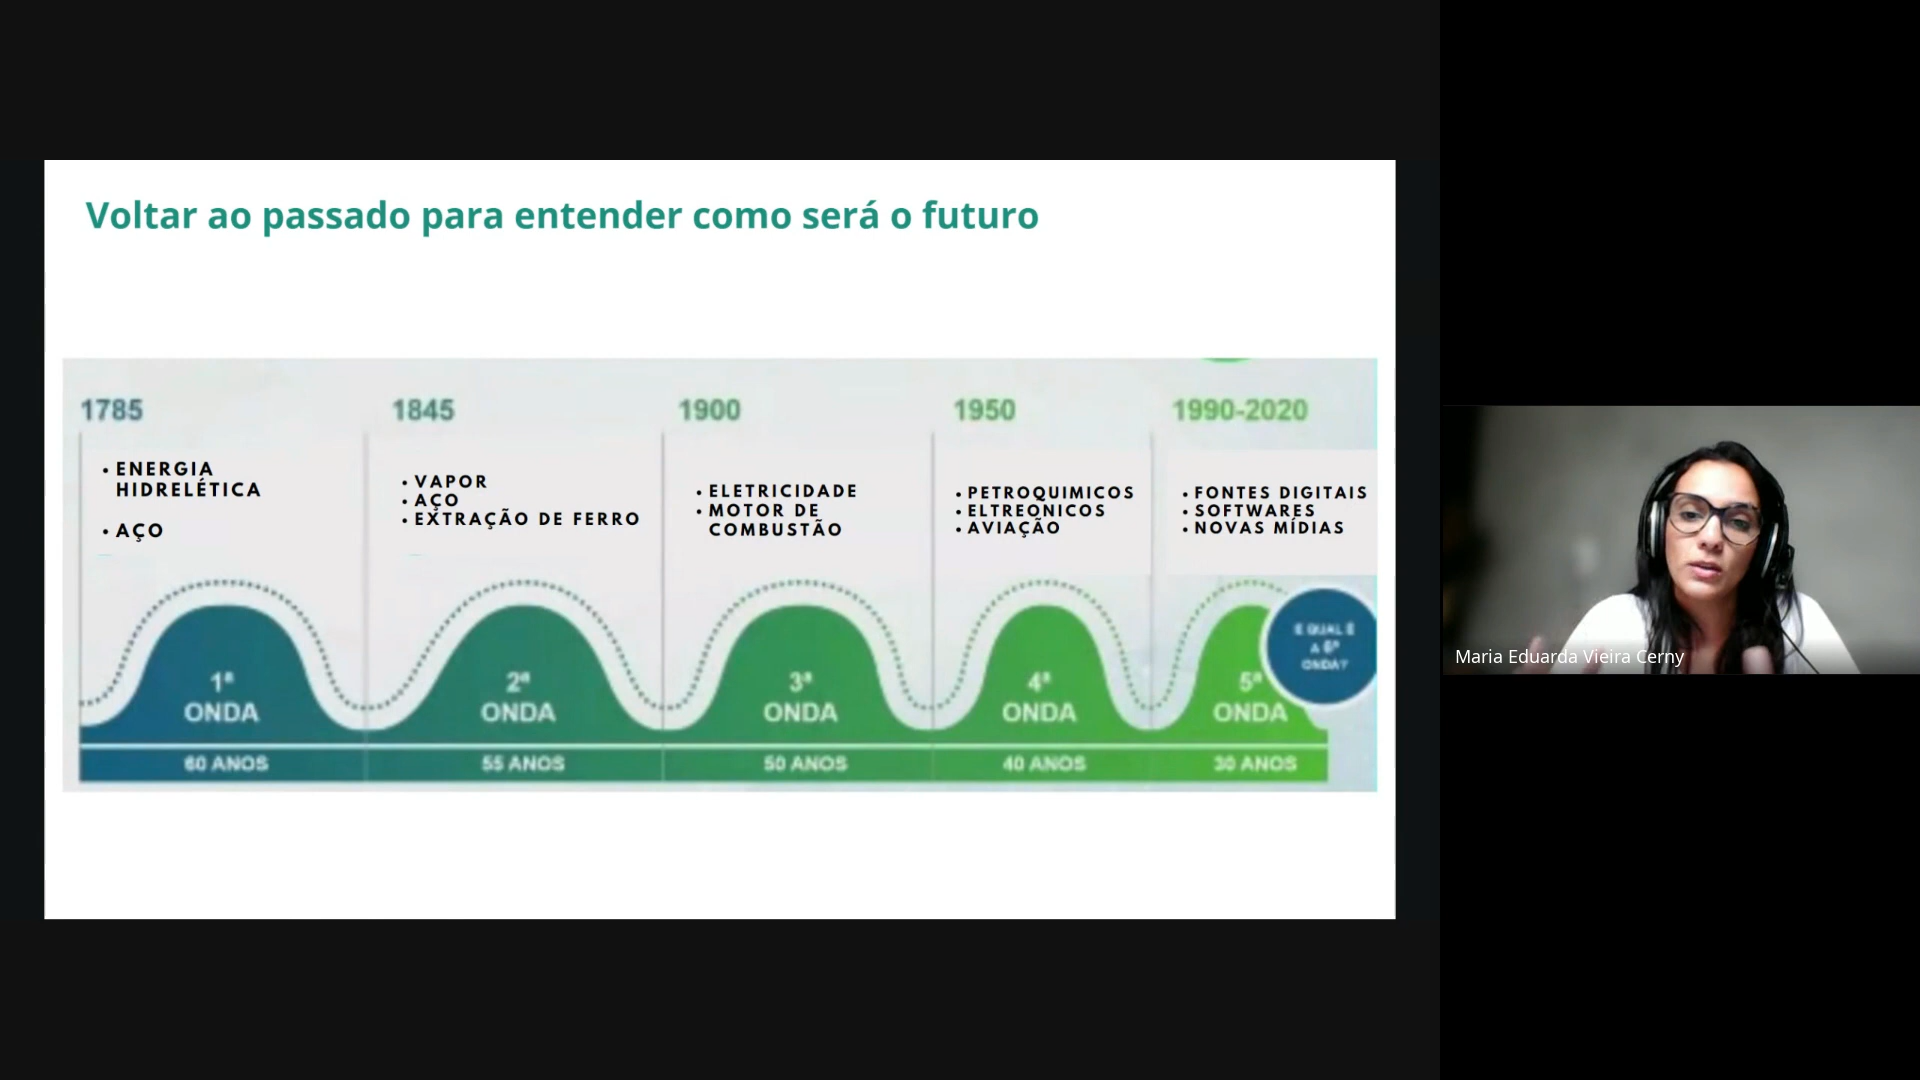 Voltar ao passado para entender como será o futuro
1785
1845
1900
1950
1990-2020
• ENERGIA
HIDRELÉTICA
• AÇO
• VAPOR
• AÇO
• EXTRAÇÃO DE FERRO
• ELETRICIDADE
• MOTOR DE
COMBUSTÃO
• PETROQUIMICOS
• ELTREONICOS
• AVIAÇÃO
• FONTES DIGITAIS
• SOFTWARES
• NOVAS MÍDIAS
1ª
ONDA
2ª
ONDA
3ª
ONDA
4ª
ONDA
5ª
ONDA
E QUAL É
A 6ª
ONDA?
60 ANOS
55 ANOS
50 ANOS
40 ANOS
30 ANOS
Maria Eduarda Vieira Cerny